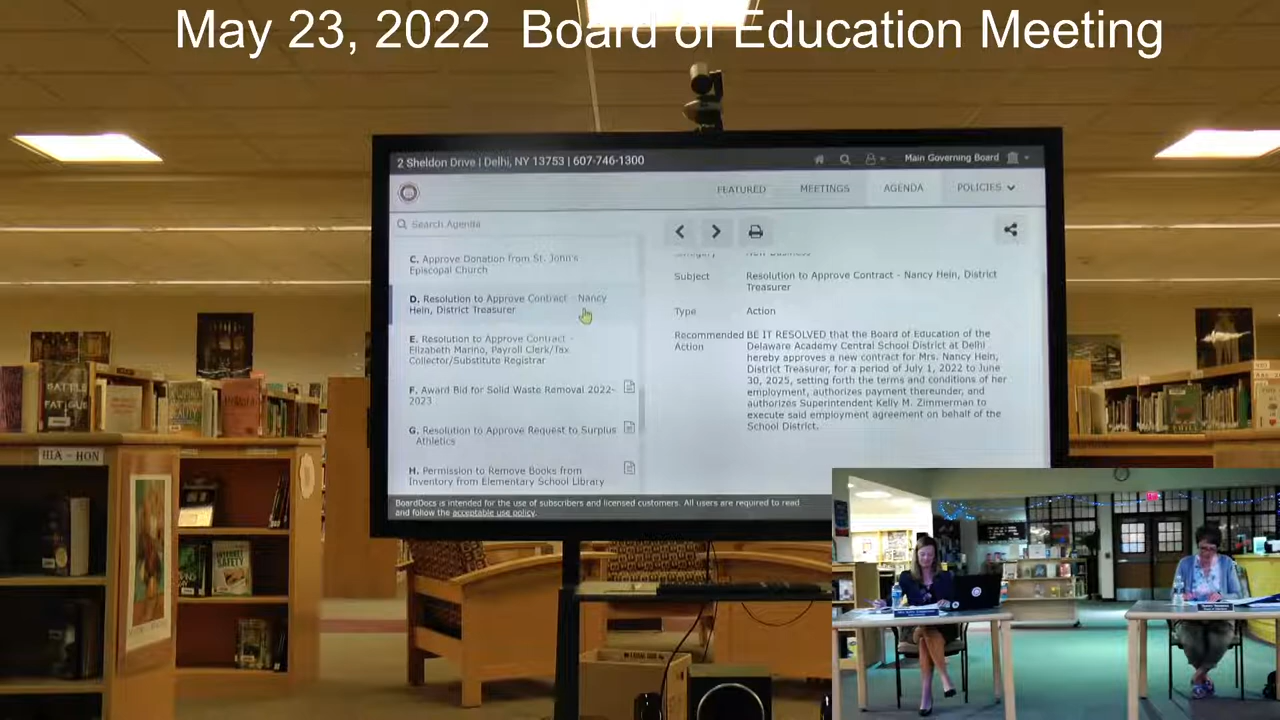 May 23, 2022 Board of Education Meeting
2 Sheldon Drive | Delhi, NY 13753 | 607-746-1300
Main Governing Board
FEATURED
MEETINGS
AGENDA
POLICIES
Search Agenda
C. Approve Donation from St. John's
Episcopal Church
D. Resolution to Approve Contract - Nancy
Hein, District Treasurer
E. Resolution to Approve Contract -
Elizabeth Marino, Payroll Clerk/Tax
Collector/Substitute Registrar
F. Award Bid for Solid Waste Removal 2022-
2023
G. Resolution to Approve Request to Surplus
Athletics
H. Permission to Remove Books from
Inventory from Elementary School Library
Subject
Resolution to Approve Contract - Nancy Hein, District
Treasurer
Type
Action
Recommended
Action
BE IT RESOLVED that the Board of Education of the
Delaware Academy Central School District at Delhi
hereby approves a new contract for Mrs. Nancy Hein,
District Treasurer, for a period of July 1, 2022 to June
30, 2025, setting forth the terms and conditions of her
employment, authorizes payment thereunder, and
authorizes Superintendent Kelly M. Zimmerman to
execute said employment agreement on behalf of the
School District.
BoardDocs is intended for the use of subscribers and licensed customers. All users are required to read
and follow the acceptable use policy.
BATTLE
FATIGUE
HIA - HON
INTERNET
SAFETY